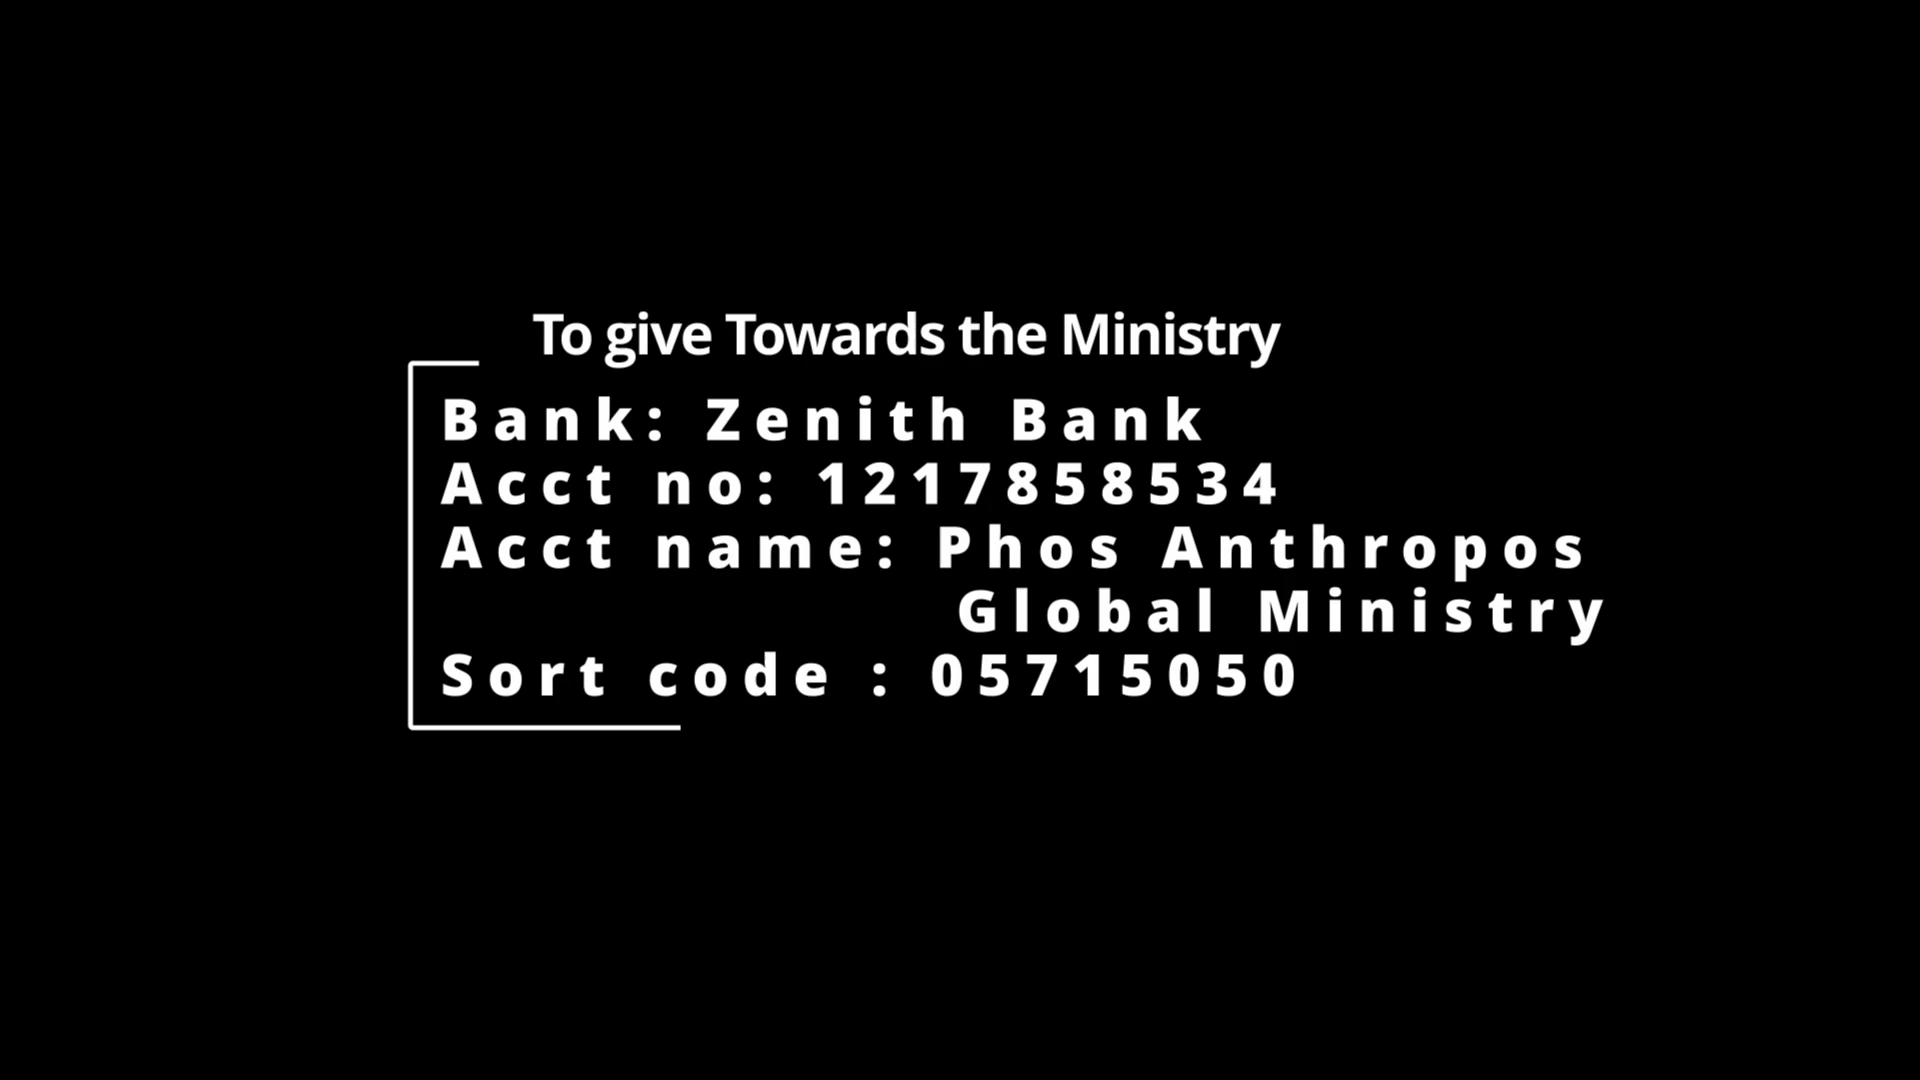 To give Towards the Ministry
Bank: Zenith Bank
Acct no: 1217858534
Acct name: Phos Anthropos
Global Ministry
Sort code : 05715050